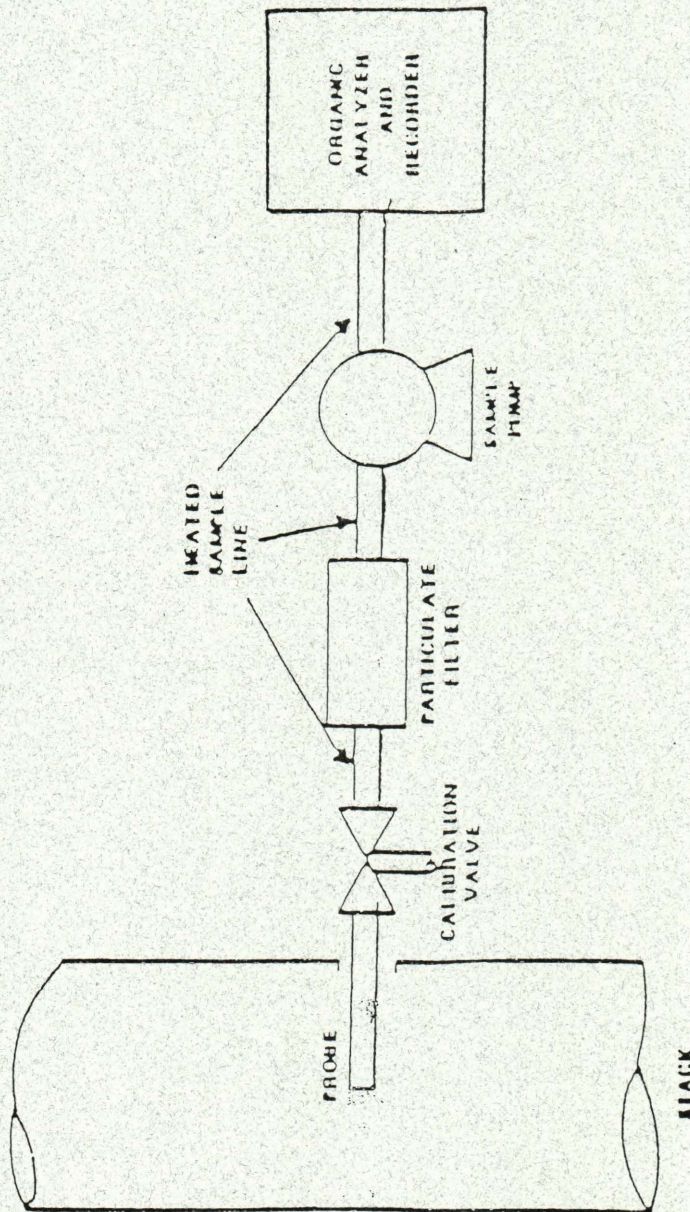 ORGANIC
ANALYZER
AND
RECORDER
HEATED
SAMPLE
LINE
SAMPLE
PUMP
PARTICULATE
FILTER
CALIBRATION
VALVE
PROBE
STACK